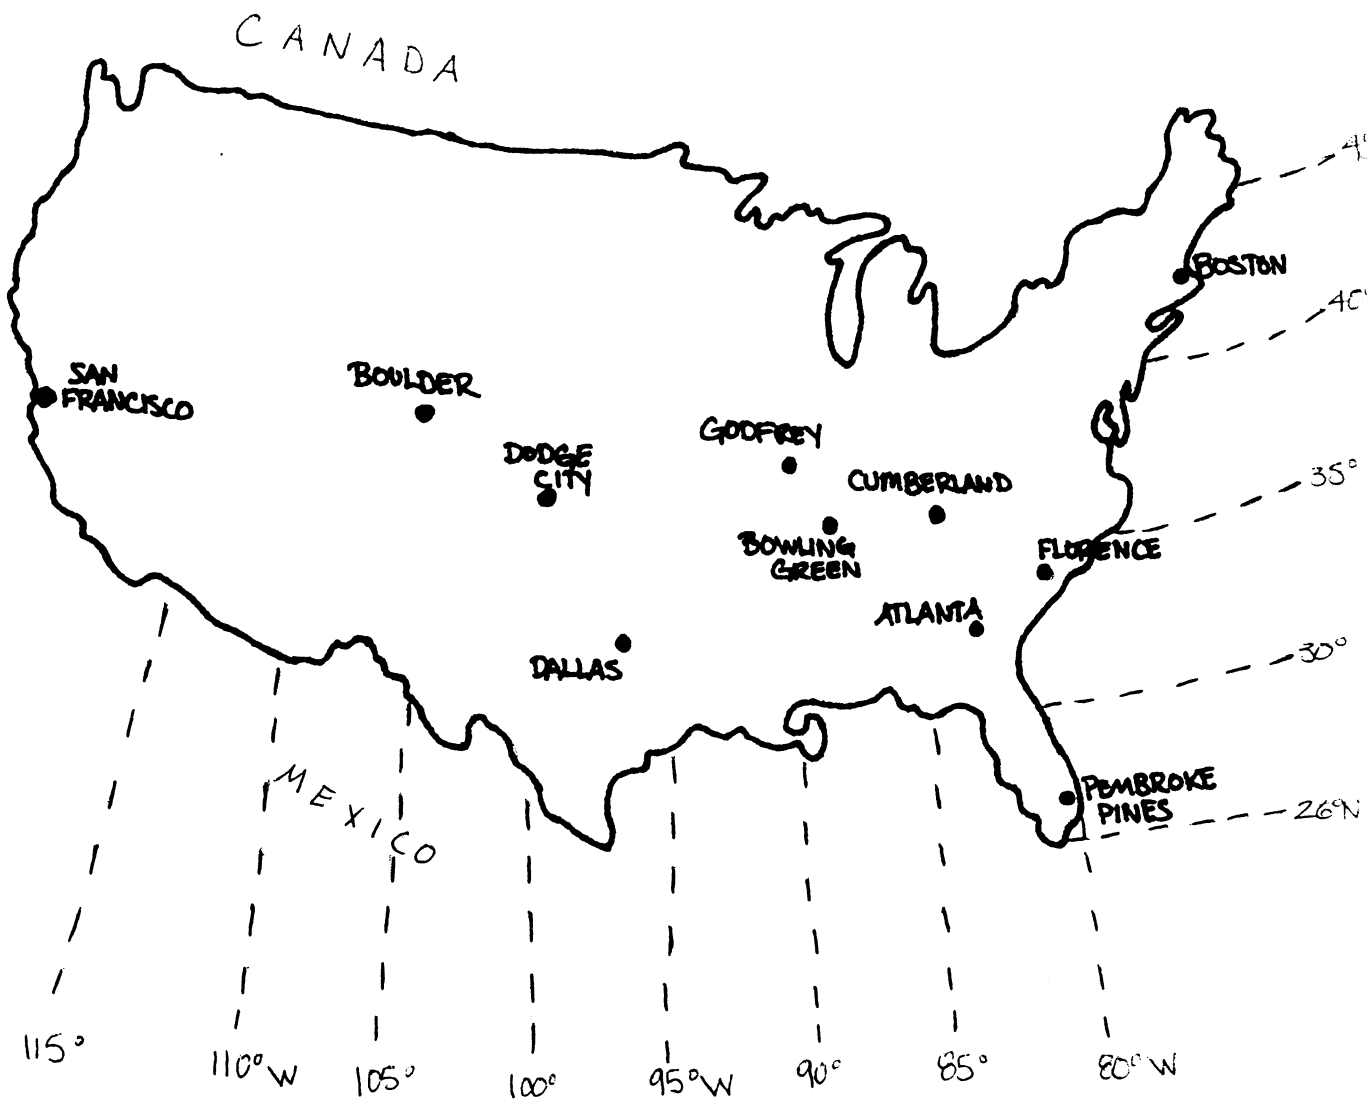 CANADA
BOSTON
SAN
FRANCISCO
BOULDER
DODGE
CITY
GODFREY
CUMBERLAND
BOWLING
GREEN
FLORENCE
ATLANTA
DALLAS
PEMBROKE
PINES
MEXICO
40°
35°
30°
26°N
115°
110°W
105°
100°
95°W
90°
85°
80°W